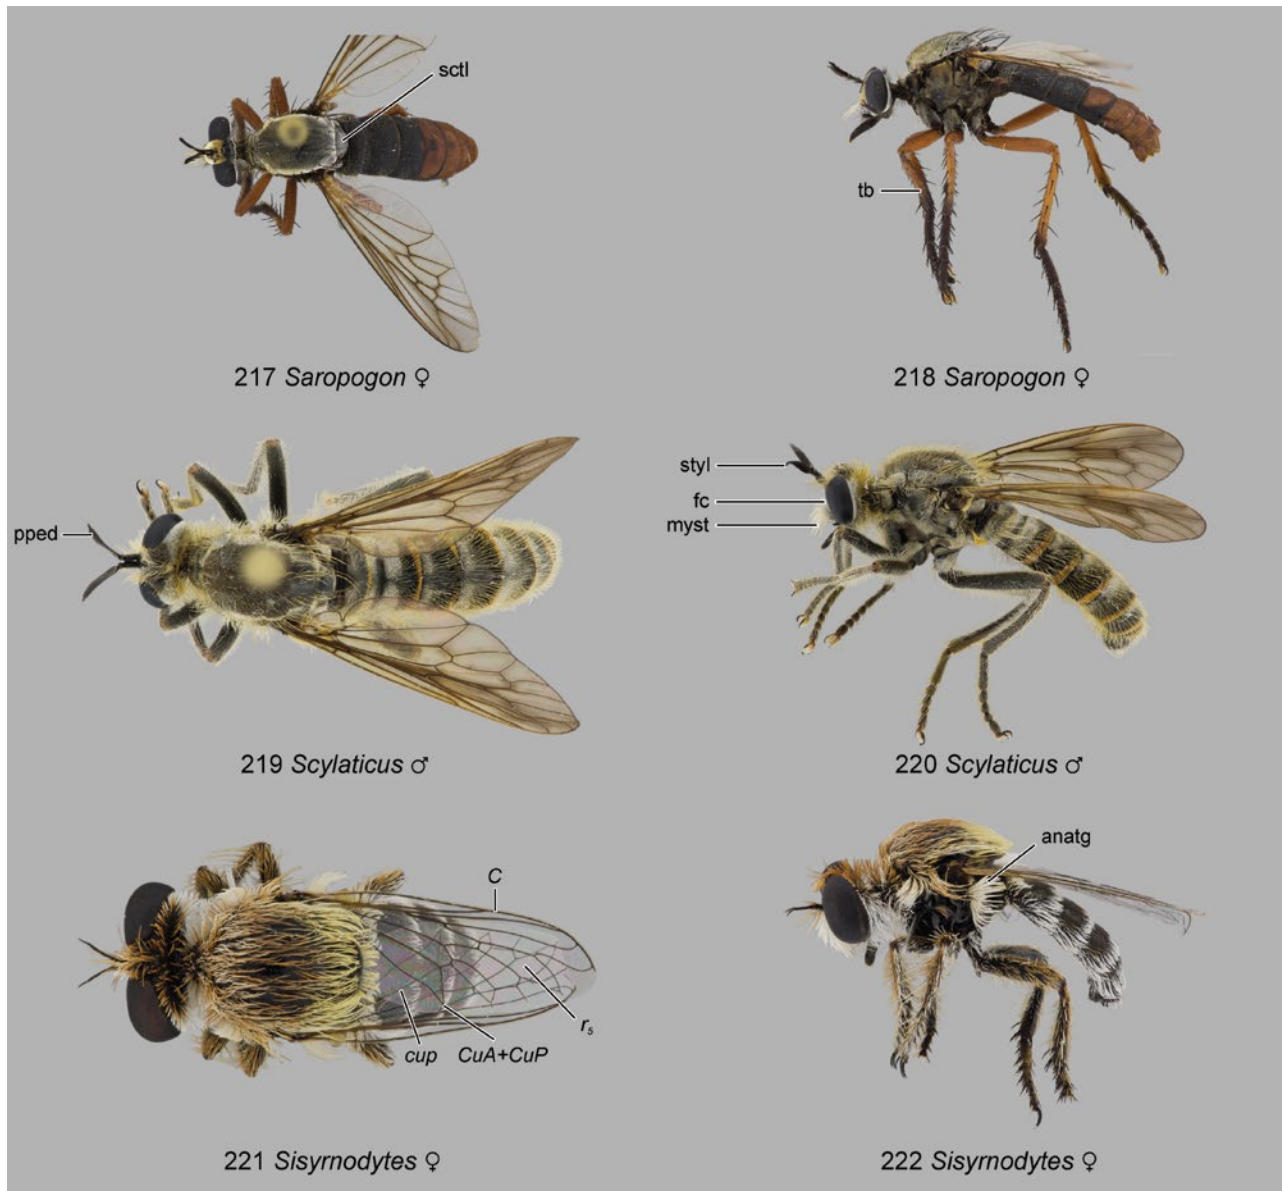 sctl
tb
217 Saropogon ♀
218 Saropogon ♀
pped
styl
fc
myst
219 Scylaticus ♂
220 Scylaticus ♂
C
cup
CuA+CuP
r₅
anatg
221 Sisyrnodytes ♀
222 Sisyrnodytes ♀